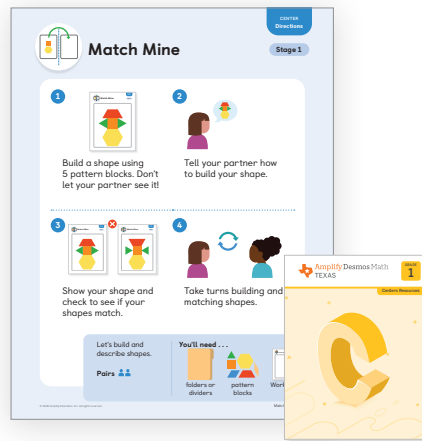 CENTER
Directions
Match Mine
Stage 1
1
2
Build a shape using
5 pattern blocks. Don't
let your partner see it!
Tell your partner how
to build your shape.
3
4
Show your shape and
check to see if your
shapes match.
Take turns building and
matching shapes.
Let's build and
describe shapes.
Pairs
You'll need . . .
folders or
dividers
pattern
blocks
Amplify Desmos Math
TEXAS
GRADE
1
Centers Resources